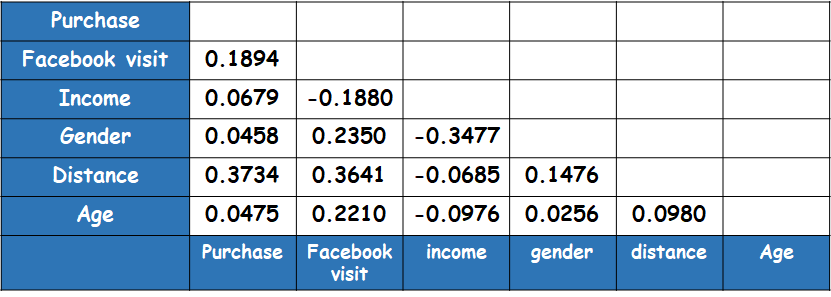 Purchase
Facebook visit 0.1894
Income 0.0679 -0.1880
Gender 0.0458 0.2350 -0.3477
Distance 0.3734 0.3641 -0.0685 0.1476
Age 0.0475 0.2210 -0.0976 0.0256 0.0980
Purchase Facebook income gender distance Age
visit